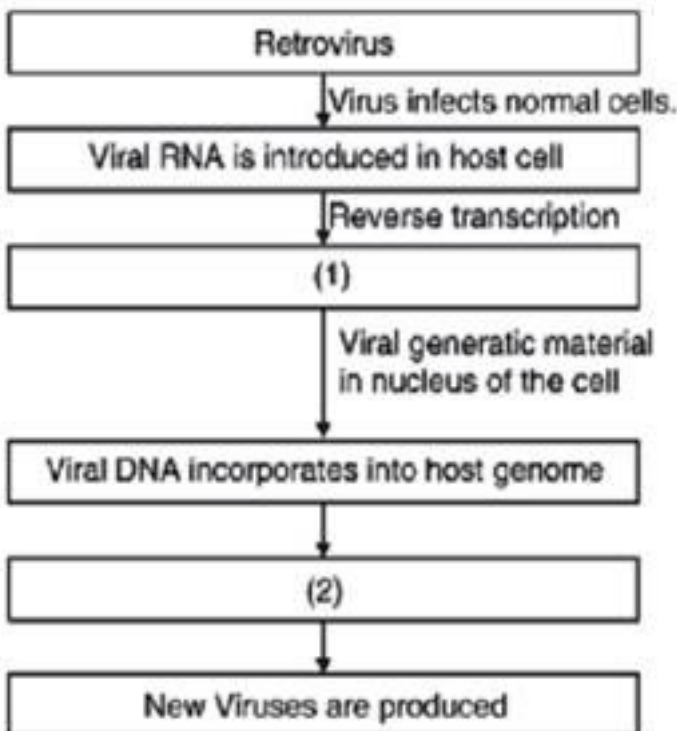 Retrovirus
Virus infects normal cells.
Viral RNA is introduced in host cell
Reverse transcription
(1)
Viral generatic material
in nucleus of the cell
Viral DNA incorporates into host genome
(2)
New Viruses are produced